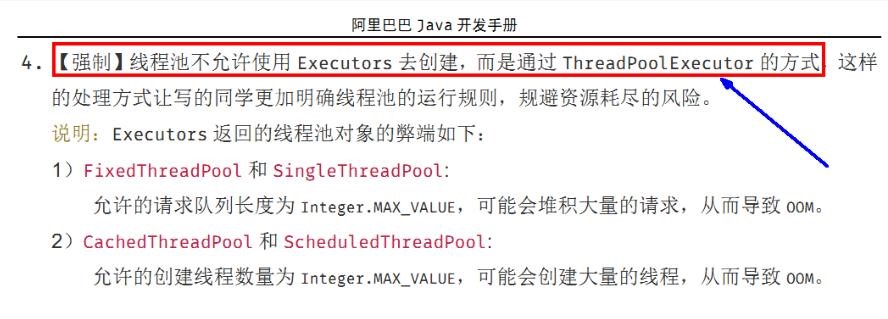 阿里巴巴 Java 开发手册
4. 【强制】线程池不允许使用 Executors 去创建，而是通过 ThreadPoolExecutor 的方式，这样
的处理方式让写的同学更加明确线程池的运行规则，规避资源耗尽的风险。
说明：Executors 返回的线程池对象的弊端如下：
1）FixedThreadPool 和 SingleThreadPool:
允许的请求队列长度为 Integer.MAX_VALUE，可能会堆积大量的请求，从而导致 OOM。
2）CachedThreadPool 和 ScheduledThreadPool:
允许的创建线程数量为 Integer.MAX_VALUE，可能会创建大量的线程，从而导致 OOM。